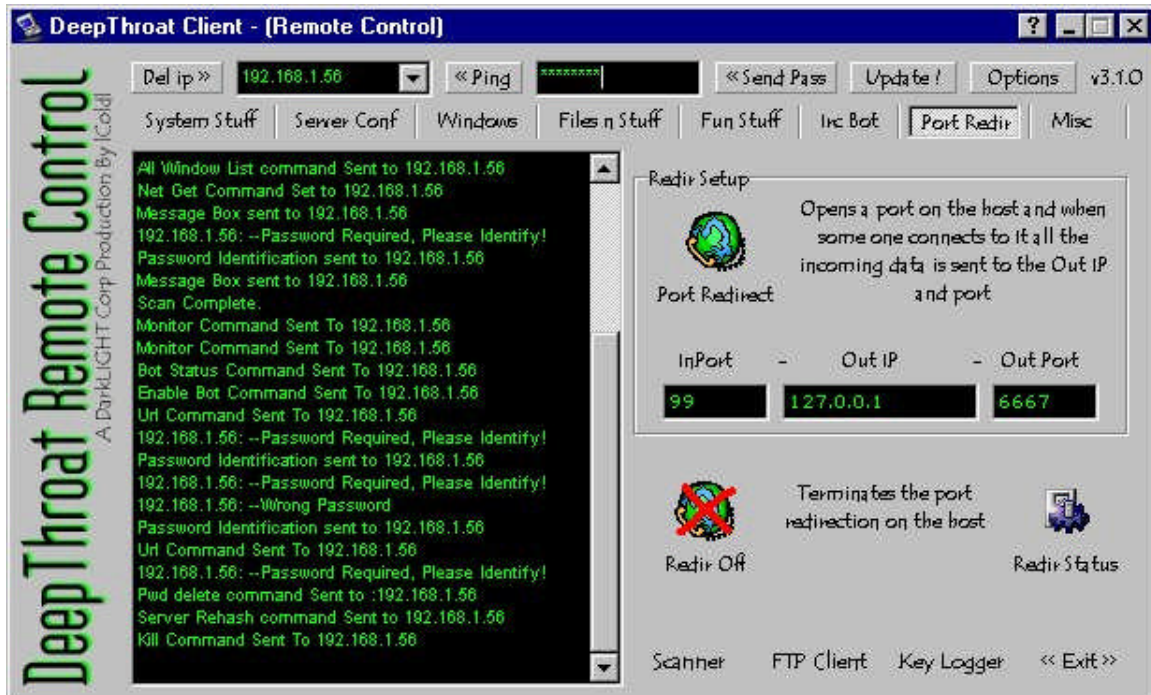 DeepThroat Client - (Remote Control)
Del ip »
192.168.1.56
« Ping
********
«Send Pass
Update !
Options
v3.1.0
System Stuff
Server Conf
Windows
Files n Stuff
Fun Stuff
Irc Bot
Port Redir
Misc
DeepThroat Remote Control
A DarkLIGHT Corp Production By |Cold|
All Window List command Sent to 192.168.1.56
Net Get Command Set to 192.168.1.56
Message Box sent to 192.168.1.56
192.168.1.56: --Password Required, Please Identify!
Password Identification sent to 192.168.1.56
Message Box sent to 192.168.1.56
Scan Complete.
Monitor Command Sent To 192.168.1.56
Monitor Command Sent To 192.168.1.56
Bot Status Command Sent To 192.168.1.56
Enable Bot Command Sent To 192.168.1.56
Url Command Sent To 192.168.1.56
192.168.1.56: --Password Required, Please Identify!
Password Identification sent to 192.168.1.56
192.168.1.56: --Password Required, Please Identify!
192.168.1.56: --Wrong Password
Password Identification sent to 192.168.1.56
Url Command Sent To 192.168.1.56
192.168.1.56: --Password Required, Please Identify!
Pwd delete command Sent to :192.168.1.56
Server Rehash command Sent to 192.168.1.56
Kill Command Sent To 192.168.1.56
Redir Setup
Port Redirect
Opens a port on the host and when
some one connects to it all the
incoming data is sent to the Out IP
and port
InPort - Out IP - Out Port
99
127.0.0.1
6667
Redir Off
Terminates the port
redirection on the host
Redir Status
Scanner
FTP Client
Key Logger
« Exit »